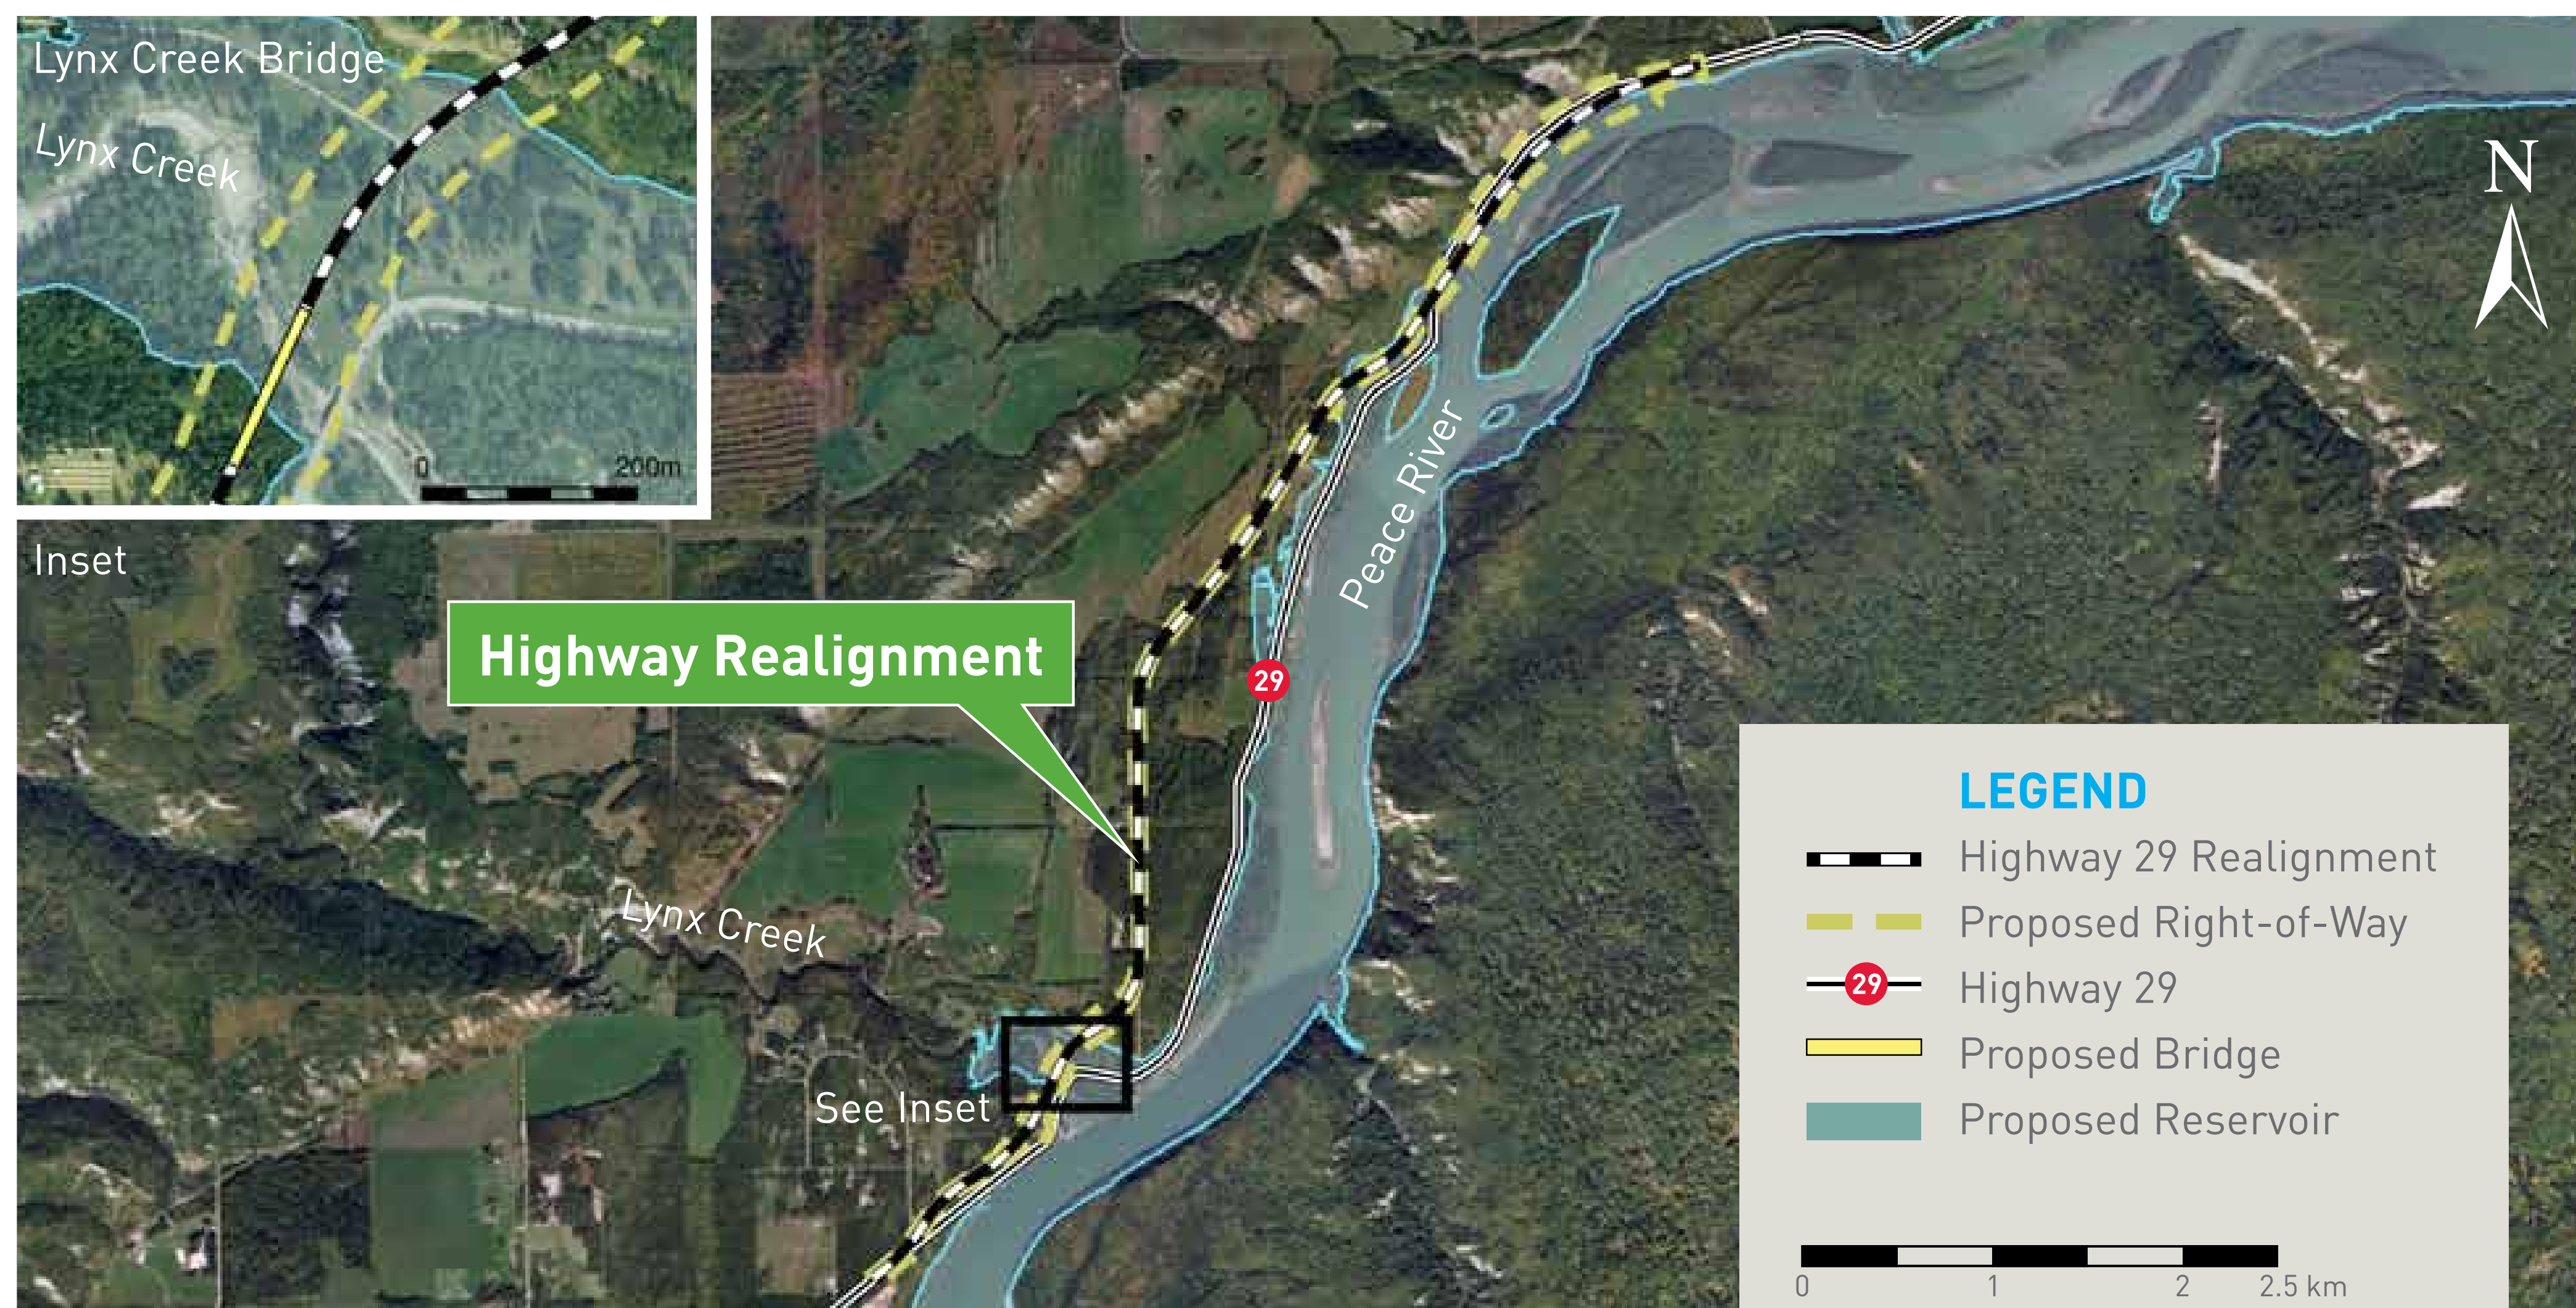 Lynx Creek Bridge
Lynx Creek
0 200m
Inset
N
Peace River
Highway Realignment
29
Lynx Creek
See Inset
LEGEND
Highway 29 Realignment
Proposed Right-of-Way
29 Highway 29
Proposed Bridge
Proposed Reservoir
0 1 2 2.5 km